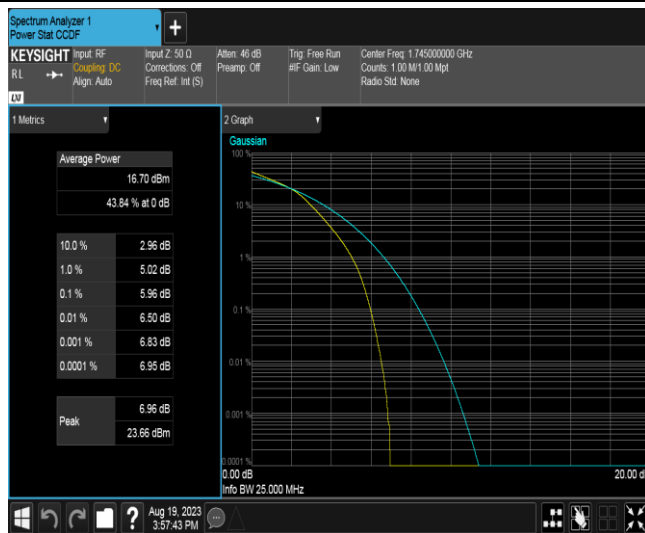 Spectrum Analyzer 1
Power Stat CCDF
KEYSIGHT
RL
LXI
Input: RF
Coupling: DC
Align: Auto
Input Z: 50 Ω
Corrections: Off
Freq Ref: Int (S)
Atten: 46 dB
Preamp: Off
Trig: Free Run
#IF Gain: Low
Center Freq: 1.745000000 GHz
Counts: 1.00 M/1.00 Mpt
Radio Std: None
1 Metrics
Average Power
16.70 dBm
43.84 % at 0 dB
10.0 % 2.96 dB
1.0 % 5.02 dB
0.1 % 5.96 dB
0.01 % 6.50 dB
0.001 % 6.83 dB
0.0001 % 6.95 dB
Peak
6.96 dB
23.66 dBm
2 Graph
Gaussian
100 %
10 %
1 %
0.1 %
0.01 %
0.001 %
0.0001 %
0.00 dB
20.00 d
Info BW 25.000 MHz
?
Aug 19, 2023
3:57:43 PM